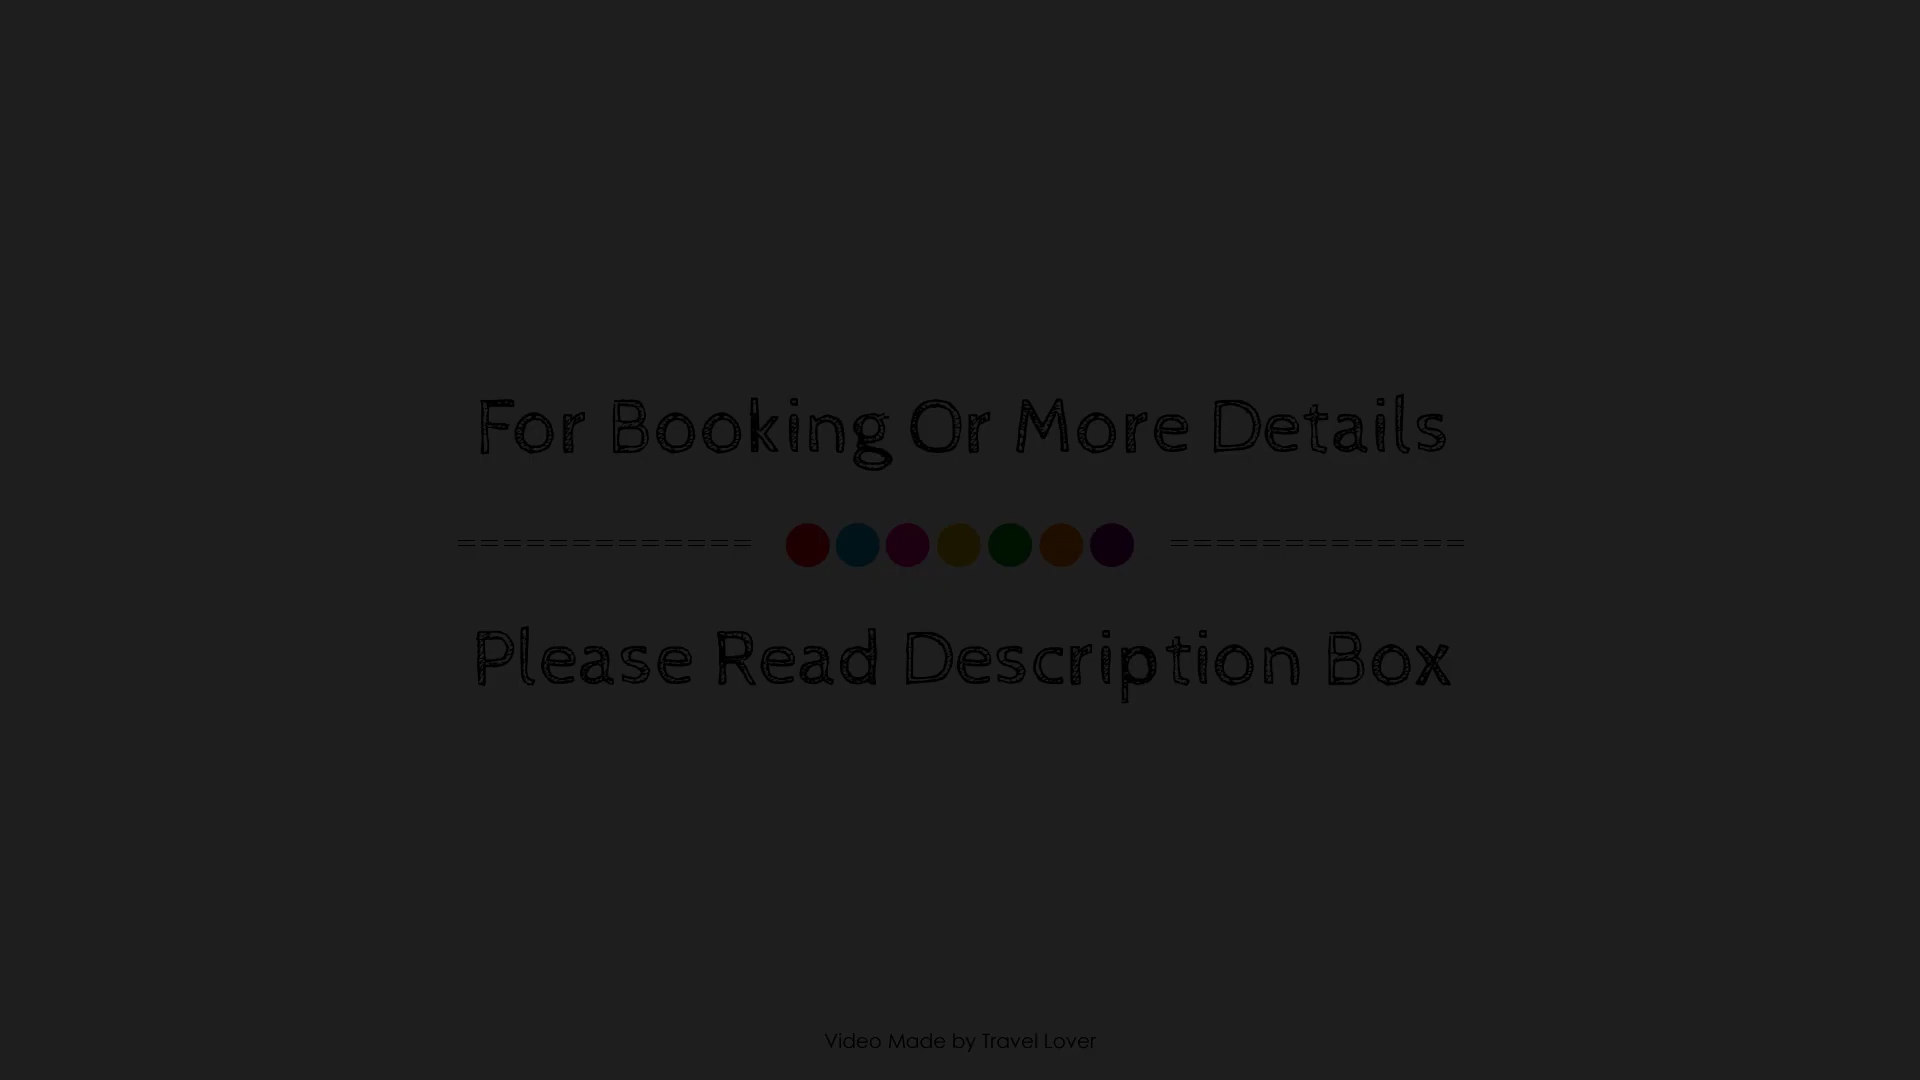 For Booking Or More Details
============= =============
Please Read Description Box
Video Made by Travel Lover